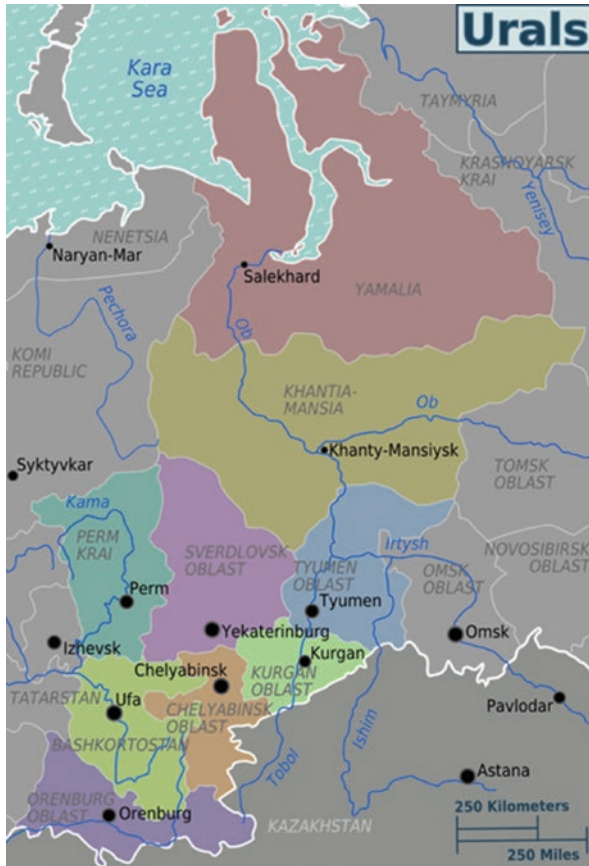 Urals
Kara
Sea
TAYMYRIA
KRASNOYARSK
KRAI
Yenisey
NENETSIA
Naryan-Mar
Salekhard
YAMALIA
Pechora
Ob
KOMI
REPUBLIC
KHANTIA-
MANSIA
Ob
Khanty-Mansiysk
Syktyvkar
TOMSK
OBLAST
Kama
PERM
KRAI
SVERDLOVSK
OBLAST
Irtysh
TYUMEN
OBLAST
OMSK
OBLAST
NOVOSIBIRSK
OBLAST
Perm
Tyumen
Yekaterinburg
Izhevsk
Omsk
Chelyabinsk
Kurgan
KURGAN
OBLAST
TATARSTAN
Ufa
CHELYABINSK
OBLAST
Pavlodar
BASHKORTOSTAN
Tobol
Ishim
Astana
ORENBURG
OBLAST
Orenburg
KAZAKHSTAN
250 Kilometers
250 Miles